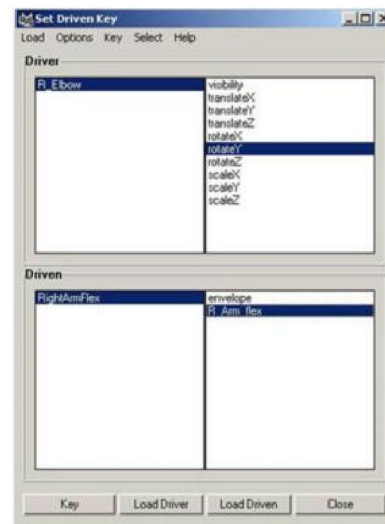 Set Driven Key
Load Options Key Select Help
Driver
R_Elbow
visibility
translateX
translateY
translateZ
rotateX
rotateY
rotateZ
scaleX
scaleY
scaleZ
Driven
RightArmFlex
envelope
R_Arm_flex
Key Load Driver Load Driven Close